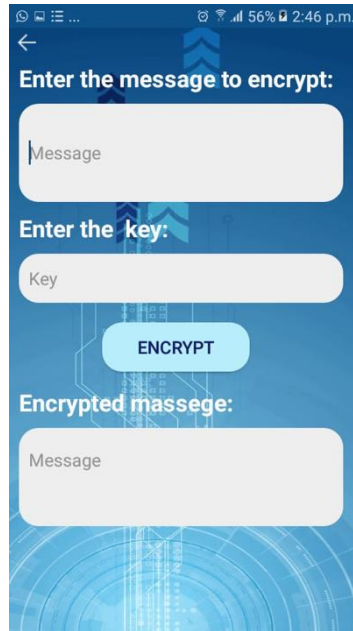 ... 56% 2:46 p.m.
Enter the message to encrypt:
Message
Enter the key:
Key
ENCRYPT
Encrypted massege:
Message